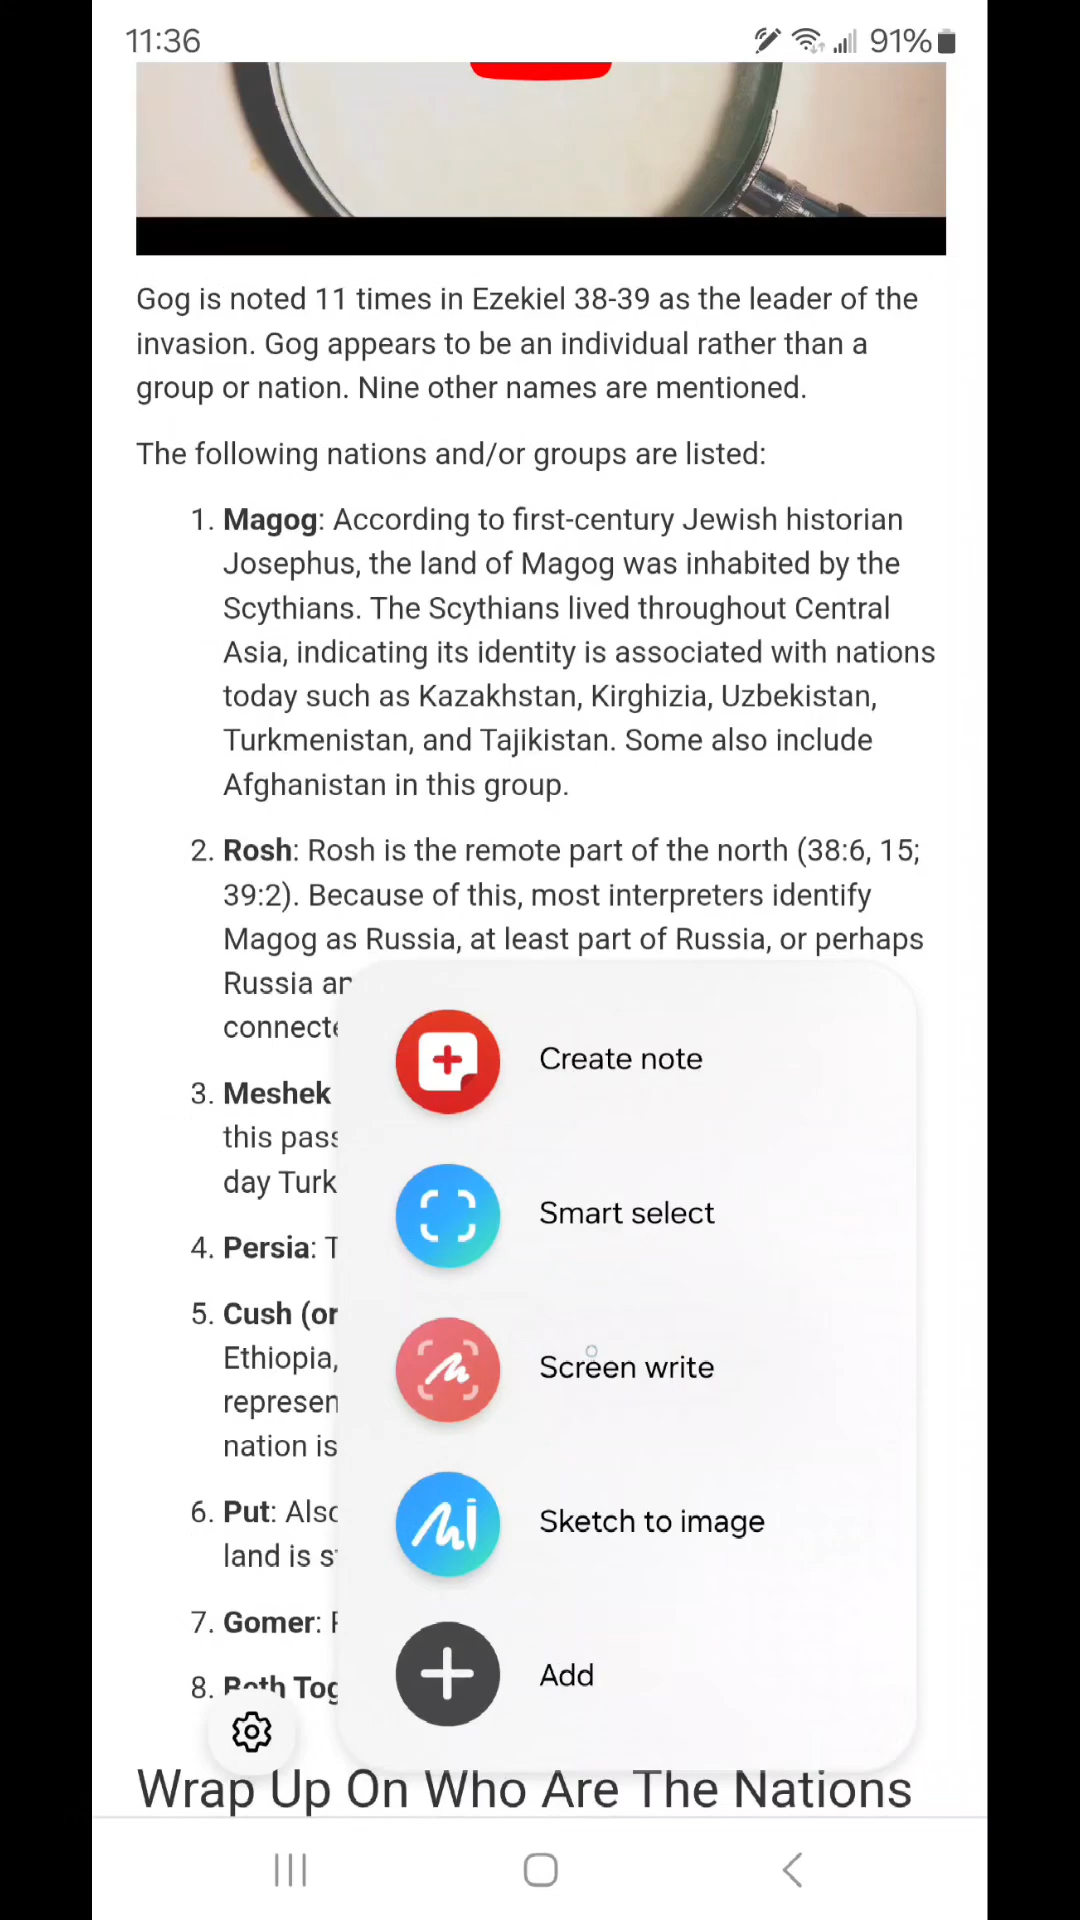 11:36
91%
Gog is noted 11 times in Ezekiel 38-39 as the leader of the
invasion. Gog appears to be an individual rather than a
group or nation. Nine other names are mentioned.
The following nations and/or groups are listed:
1. Magog: According to first-century Jewish historian
Josephus, the land of Magog was inhabited by the
Scythians. The Scythians lived throughout Central
Asia, indicating its identity is associated with nations
today such as Kazakhstan, Kirghizia, Uzbekistan,
Turkmenistan, and Tajikistan. Some also include
Afghanistan in this group.
2. Rosh: Rosh is the remote part of the north (38:6, 15;
39:2). Because of this, most interpreters identify
Magog as Russia, at least part of Russia, or perhaps
Russia
3. Meshek
this
day
4. Persia:
5. Cush
Ethiopia,
nation is
6. Put:
land is
7. Gomer:
8.
Create note
Smart select
Screen write
Sketch to image
Add
Wrap Up On Who Are The Nations